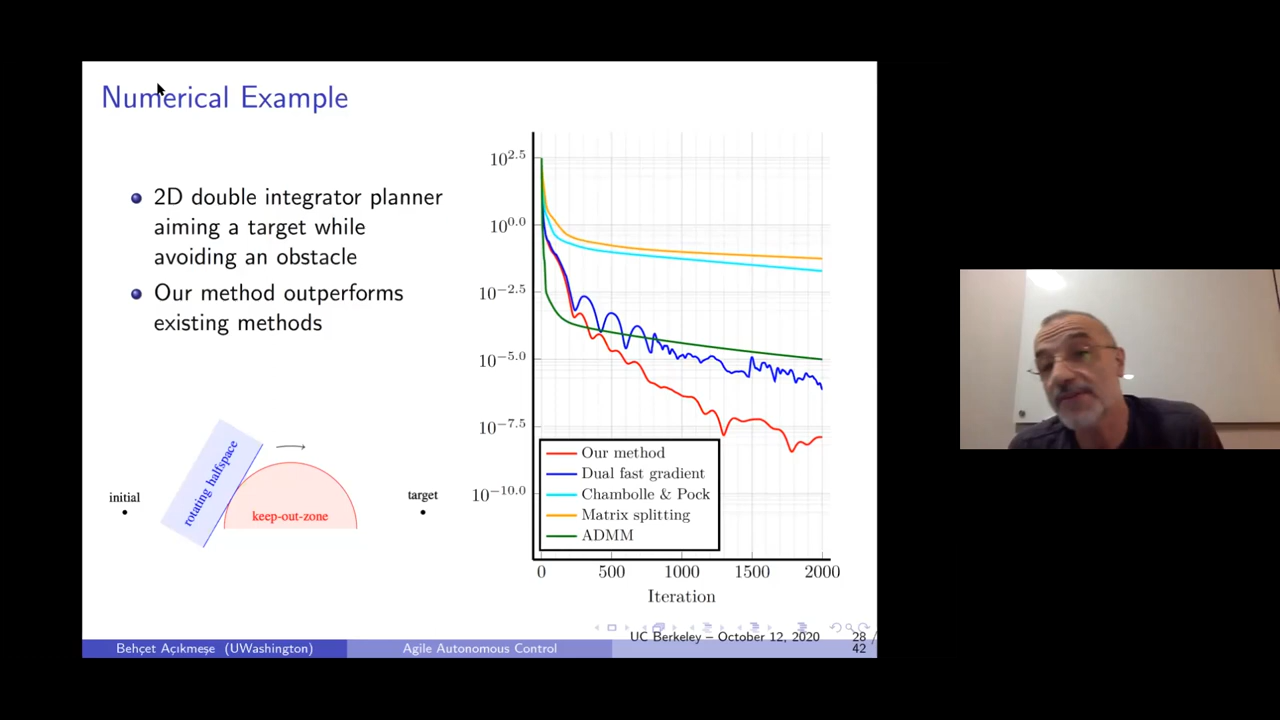 Numerical Example
2D double integrator planner
aiming a target while
avoiding an obstacle
Our method outperforms
existing methods
rotating halfspace
initial
keep-out-zone
target
10^2.5
10^0.0
10^−2.5
10^−5.0
10^−7.5
10^−10.0
Our method
Dual fast gradient
Chambolle & Pock
Matrix splitting
ADMM
0 500 1000 1500 2000
Iteration
UC Berkeley – October 12, 2020 28 /
Behçet Açıkmeşe (UWashington) Agile Autonomous Control 42